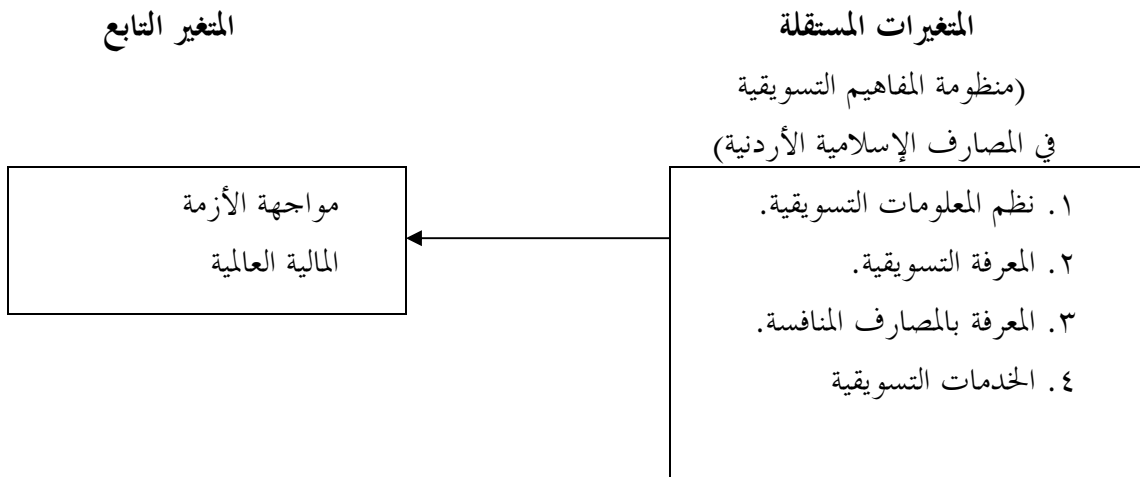 المتغيرات المستقلة
(منظومة المفاهيم التسويقية
في المصارف الإسلامية الأردنية)
١. نظم المعلومات التسويقية.
٢. المعرفة التسويقية.
٣. المعرفة بالمصارف المنافسة.
٤. الخدمات التسويقية
المتغير التابع
مواجهة الأزمة
المالية العالمية